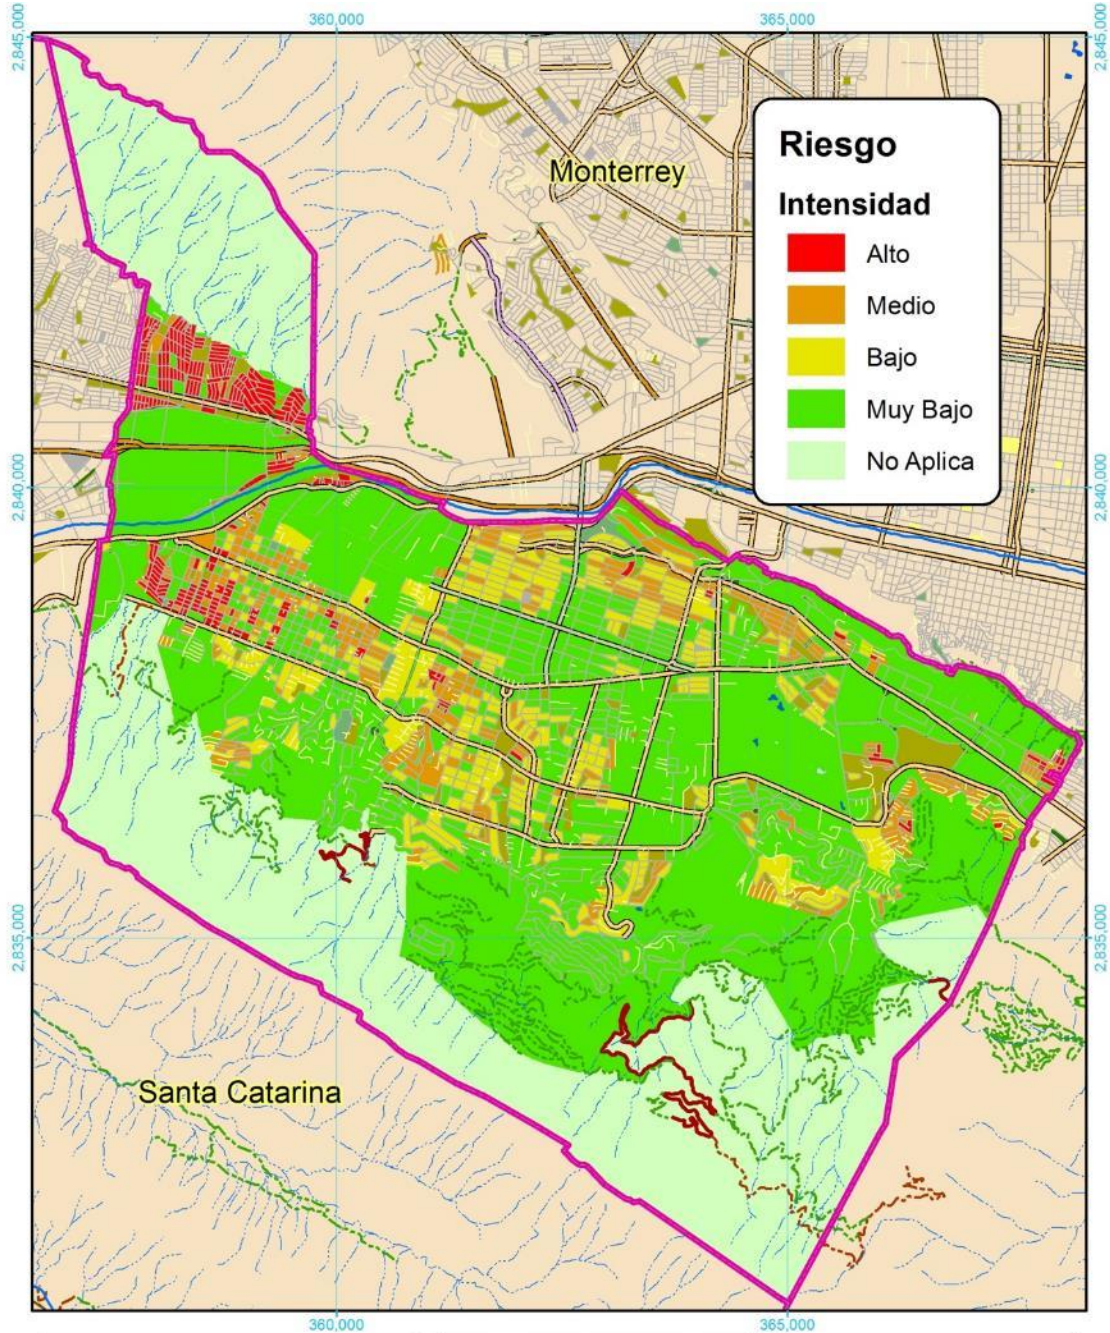 360,000
365,000
2,845,000
2,845,000
Monterrey
Riesgo
Intensidad
Alto
Medio
Bajo
Muy Bajo
No Aplica
2,840,000
2,840,000
2,835,000
2,835,000
Santa Catarina
360,000
365,000